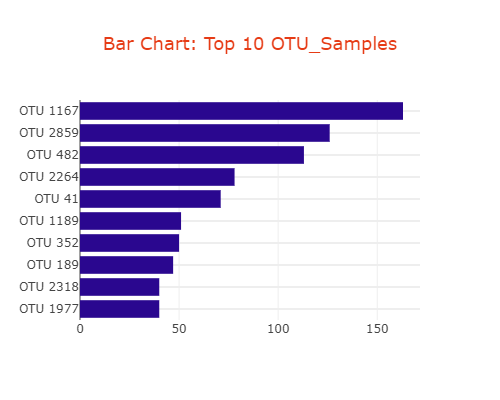 Bar Chart: Top 10 OTU_Samples
OTU 1167
OTU 2859
OTU 482
OTU 2264
OTU 41
OTU 1189
OTU 352
OTU 189
OTU 2318
OTU 1977
0 50 100 150